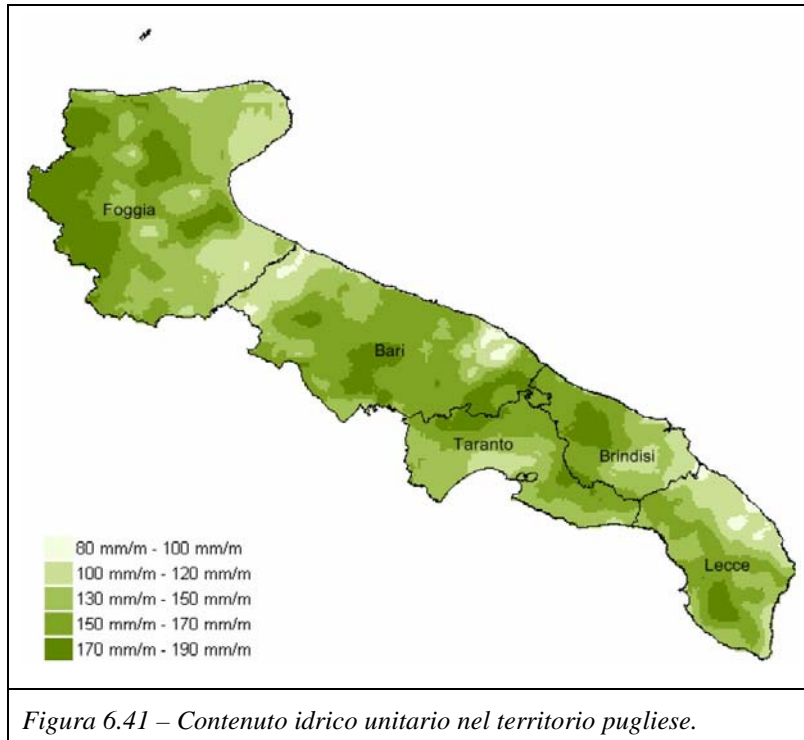 Foggia
Bari
Taranto
Brindisi
Lecce
80 mm/m - 100 mm/m
100 mm/m - 120 mm/m
130 mm/m - 150 mm/m
150 mm/m - 170 mm/m
170 mm/m - 190 mm/m
Figura 6.41 – Contenuto idrico unitario nel territorio pugliese.